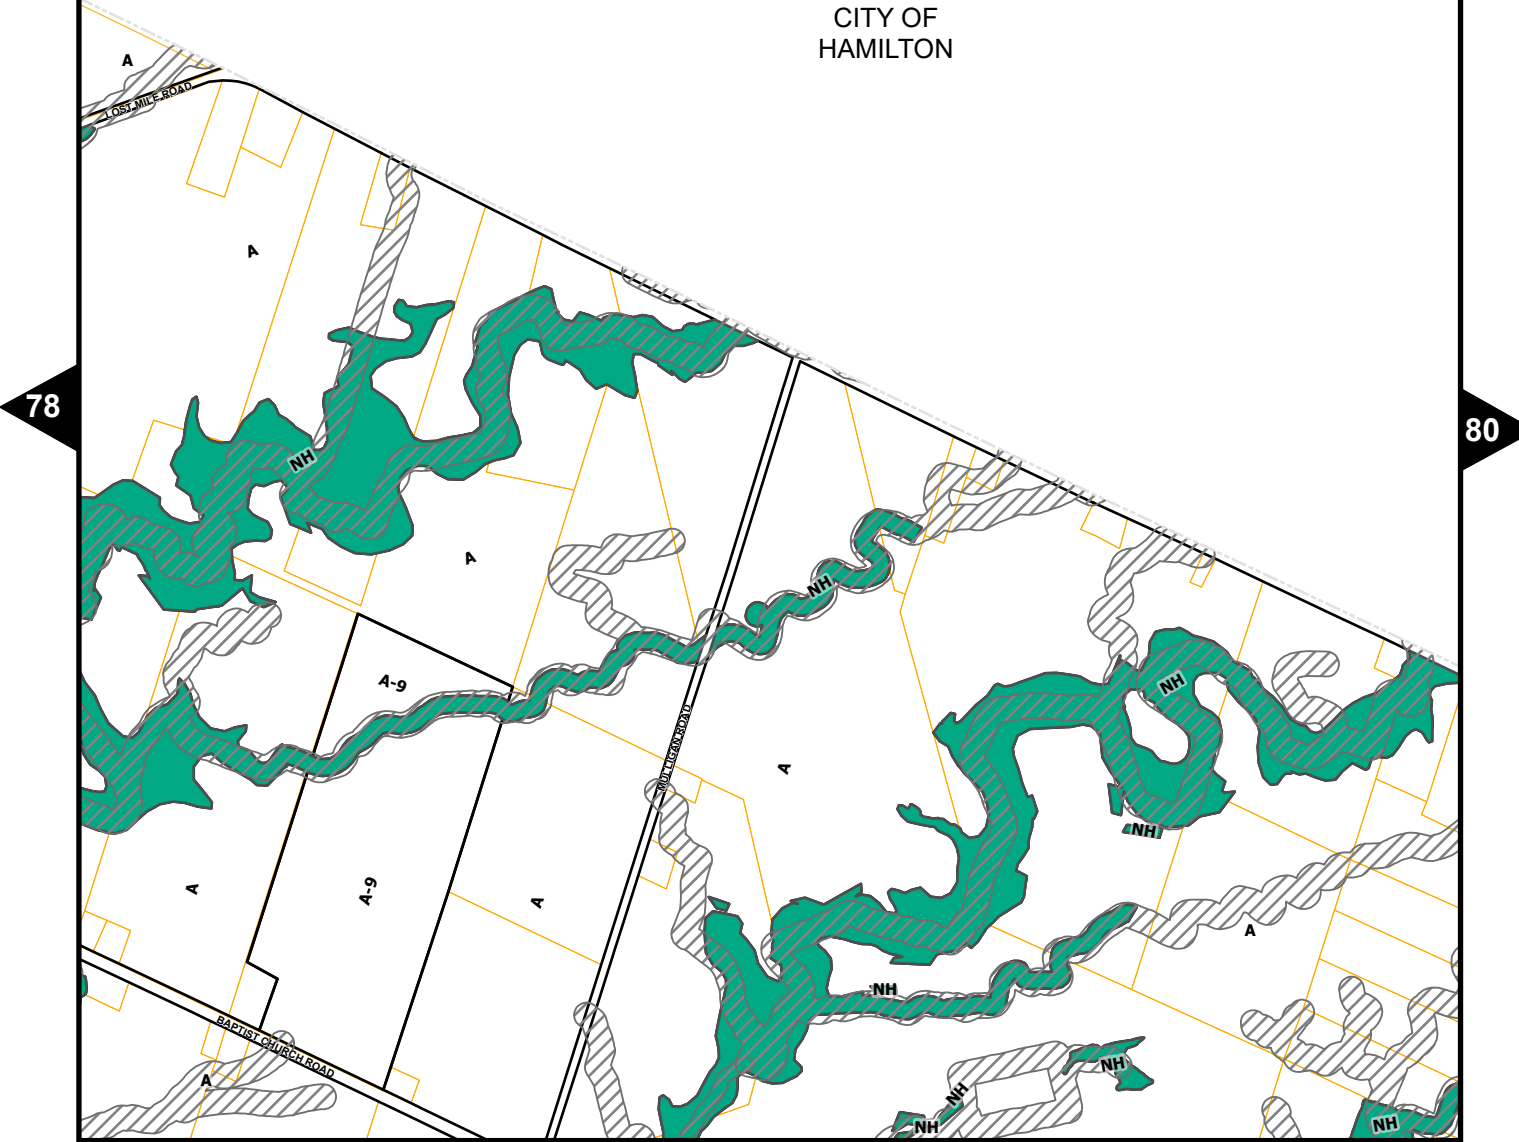 CITY OF
HAMILTON
A
LOST MILE ROAD
A
78
80
NH
A
NH
A-9
NH
MULLIGAN ROAD
A
NH
A
A-9
A
A
NH
BAPTIST CHURCH ROAD
A
NH
NH
NH
NH